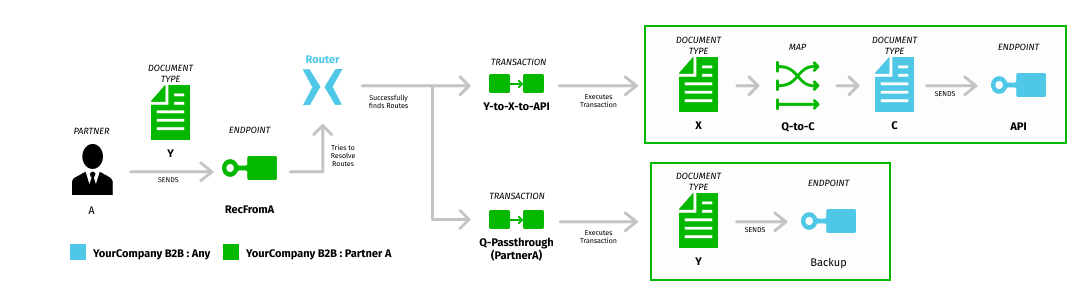 PARTNER
A
DOCUMENT
TYPE
Y
SENDS
ENDPOINT
RecFromA
Router
Tries to
Resolve
Routes
Successfully
finds Routes
TRANSACTION
Y-to-X-to-API
Executes
Transaction
DOCUMENT
TYPE
X
MAP
Q-to-C
DOCUMENT
TYPE
C
SENDS
ENDPOINT
API
TRANSACTION
Q-Passthrough
(PartnerA)
Executes
Transaction
DOCUMENT
TYPE
Y
SENDS
ENDPOINT
Backup
YourCompany B2B : Any
YourCompany B2B : Partner A